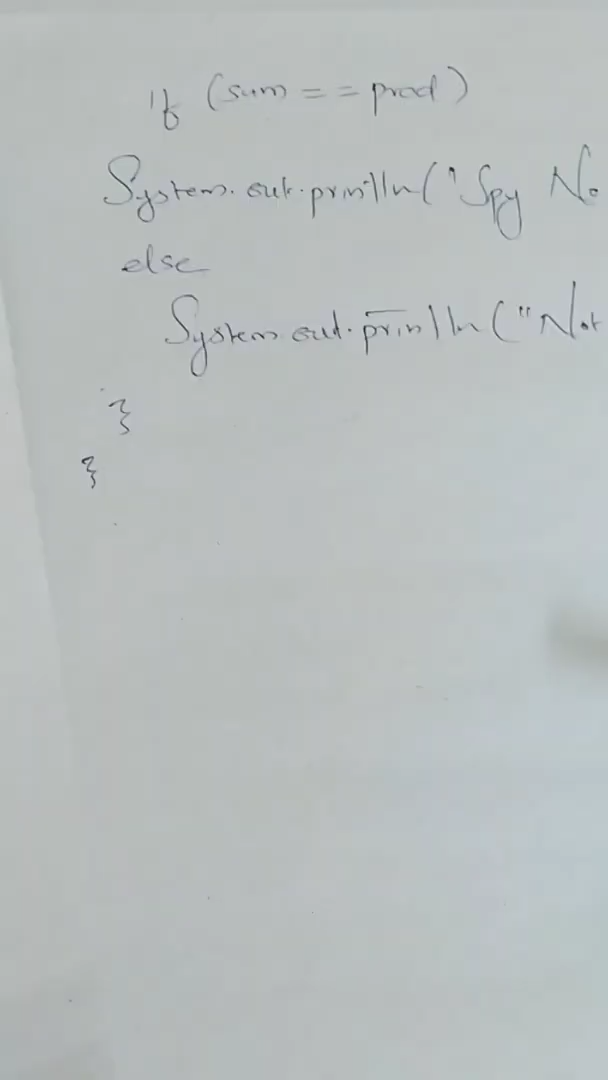 if (sum == prod)
System.out.println("Spy No
else
System.out.println("Not
}
}